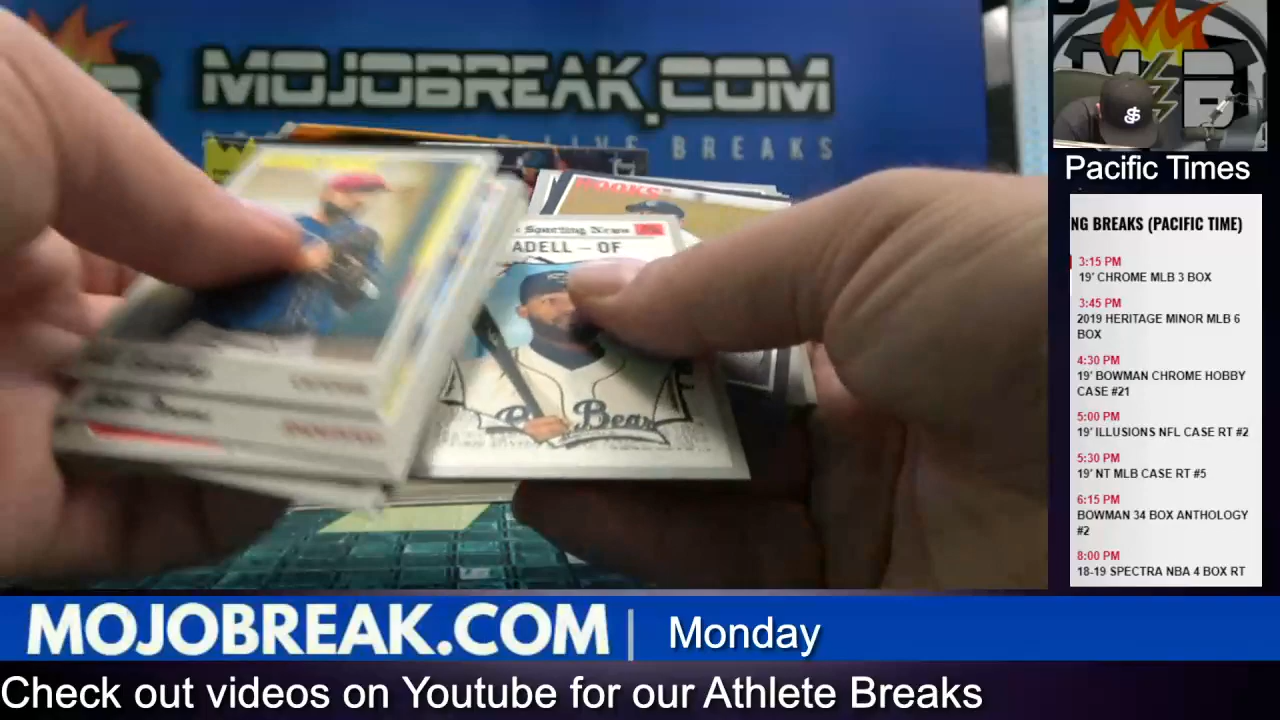 MOJOBREAK.COM
LIVE BREAKS
Sporting News
ADELL - OF
Bear
Pacific Times
NG BREAKS (PACIFIC TIME)
3:15 PM
19' CHROME MLB 3 BOX
3:45 PM
2019 HERITAGE MINOR MLB 6
BOX
4:30 PM
19' BOWMAN CHROME HOBBY
CASE #21
5:00 PM
19' ILLUSIONS NFL CASE RT #2
5:30 PM
19' NT MLB CASE RT #5
6:15 PM
BOWMAN 34 BOX ANTHOLOGY
#2
8:00 PM
18-19 SPECTRA NBA 4 BOX RT
MOJOBREAK.COM | Monday
Check out videos on Youtube for our Athlete Breaks